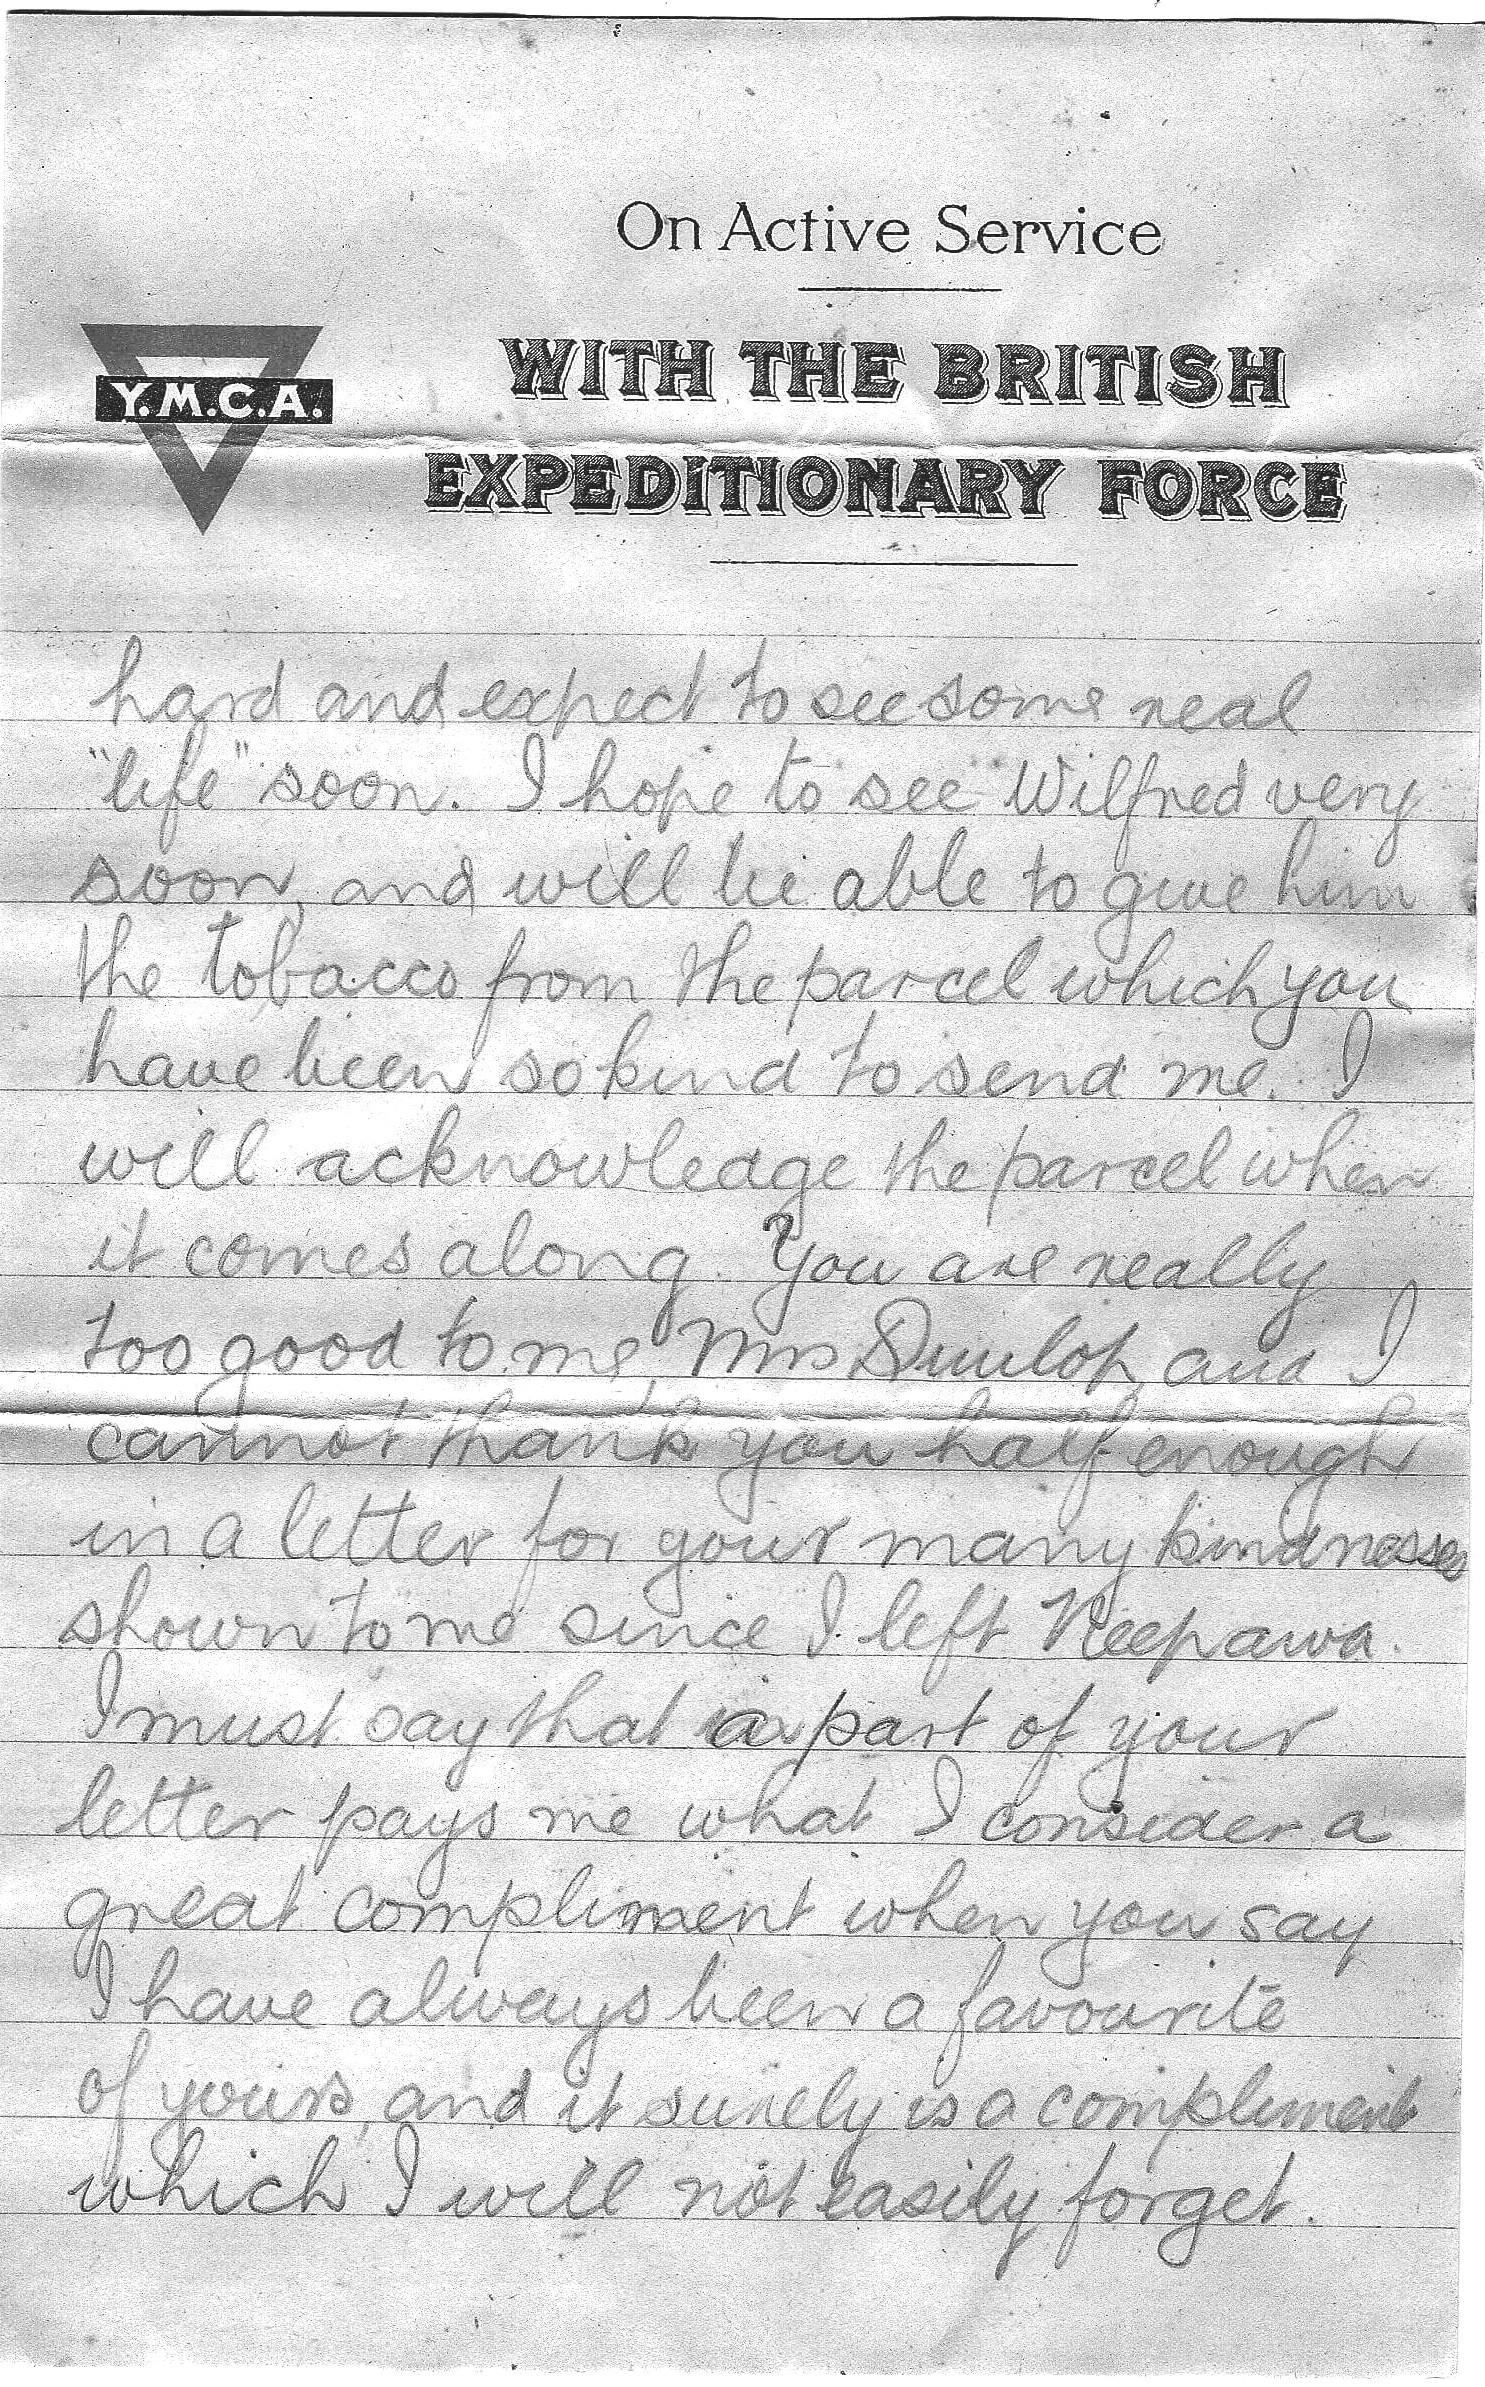 On Active Service
Y.M.C.A.
WITH THE BRITISH
EXPEDITIONARY FORCE
hard and expect to see some real
"life" soon. I hope to see Wilfred very
soon, and will be able to give him
the tobacco from the parcel which you
have been so kind to send me. I
will acknowledge the parcel when
it comes along. You are really
too good to me, Mrs Dunlop, and I
cannot thank you half enough
in a letter for your many kindnesses
shown to me since I left Neepawa.
I must say that a part of your
letter pays me what I consider a
great compliment when you say
I have always been a favourite
of yours, and it surely is a compliment
which I will not easily forget.